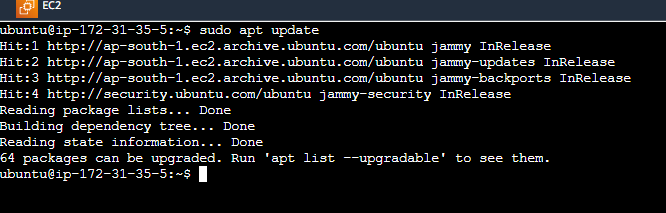 EC2
ubuntu@ip-172-31-35-5:~$ sudo apt update
Hit:1 http://ap-south-1.ec2.archive.ubuntu.com/ubuntu jammy InRelease
Hit:2 http://ap-south-1.ec2.archive.ubuntu.com/ubuntu jammy-updates InRelease
Hit:3 http://ap-south-1.ec2.archive.ubuntu.com/ubuntu jammy-backports InRelease
Hit:4 http://security.ubuntu.com/ubuntu jammy-security InRelease
Reading package lists... Done
Building dependency tree... Done
Reading state information... Done
64 packages can be upgraded. Run 'apt list --upgradable' to see them.
ubuntu@ip-172-31-35-5:~$